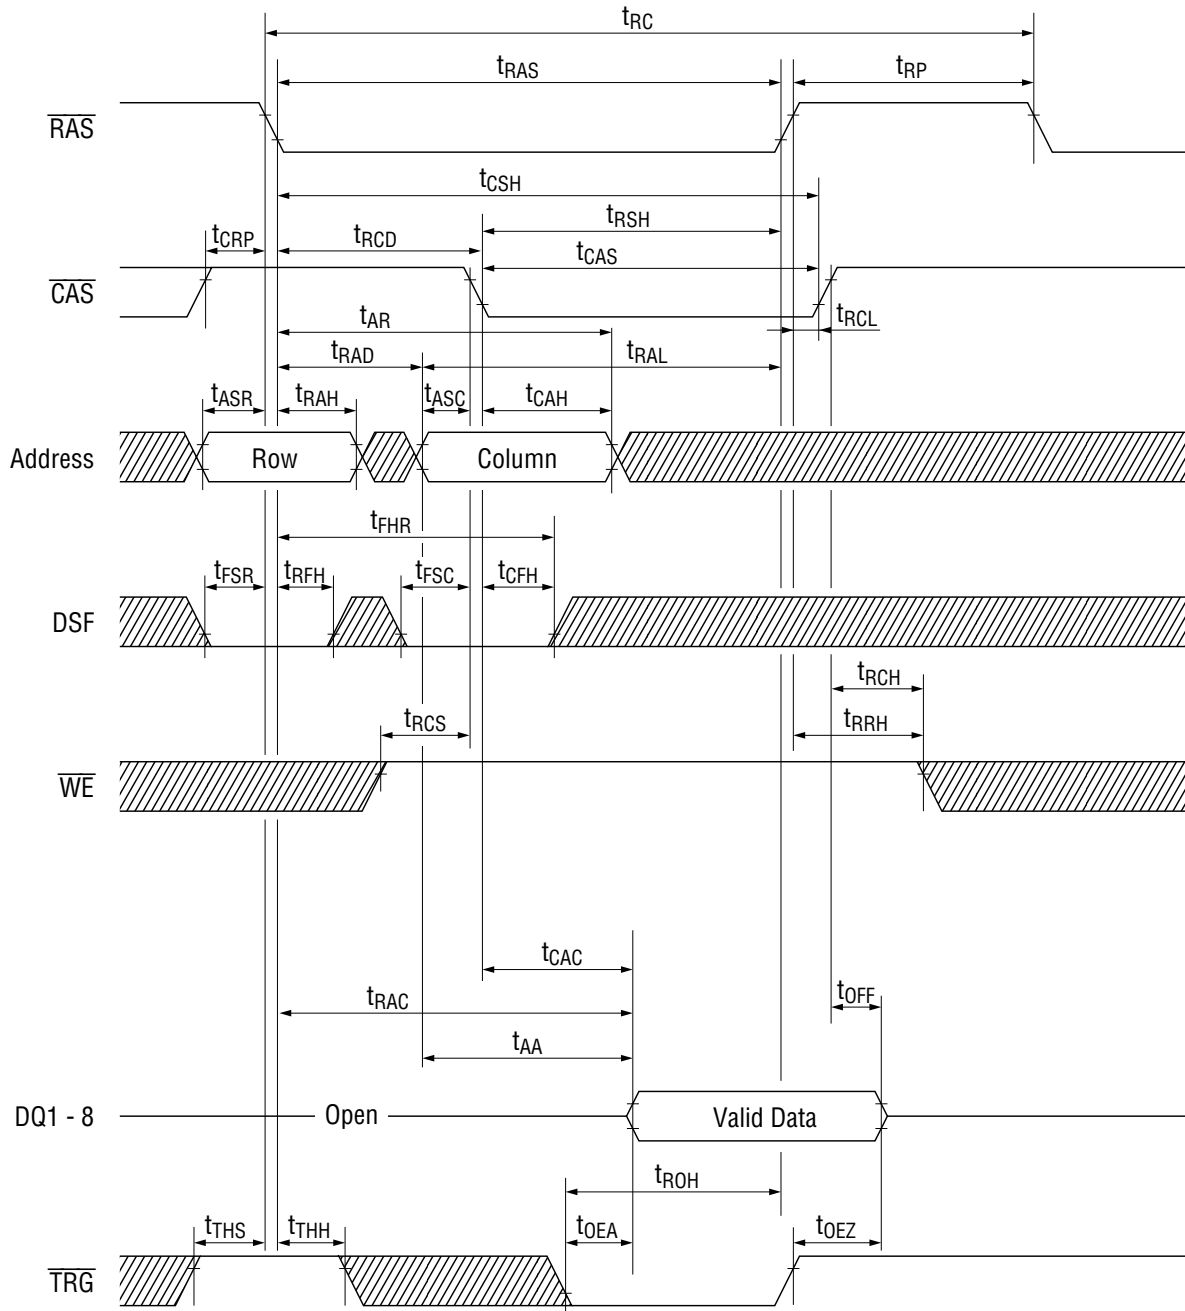 tRC
tRAS
tRP
RAS
tCSH
tRSH
tCRP
tRCD
tCAS
CAS
tAR
tRCL
tRAD
tRAL
tASR
tRAH
tASC
tCAH
Address
Row
Column
tFHR
tFSR
tRFH
tFSC
tCFH
DSF
tRCH
tRCS
tRRH
WE
tCAC
tRAC
tOFF
tAA
DQ1 - 8
Open
Valid Data
tROH
tTHS
tTHH
tOEA
tOEZ
TRG